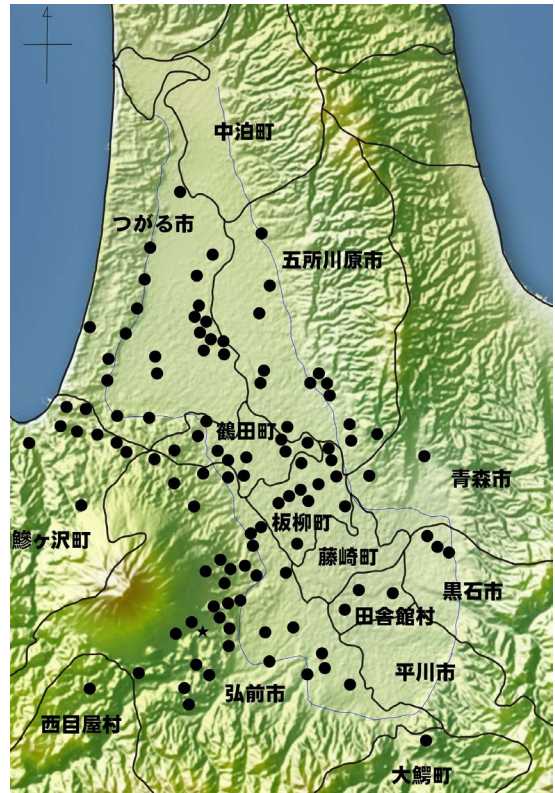 中泊町
つがる市
五所川原市
鶴田町
青森市
板柳町
鰺ヶ沢町
藤崎町
黒石市
田舎館村
平川市
弘前市
西目屋村
大鰐町